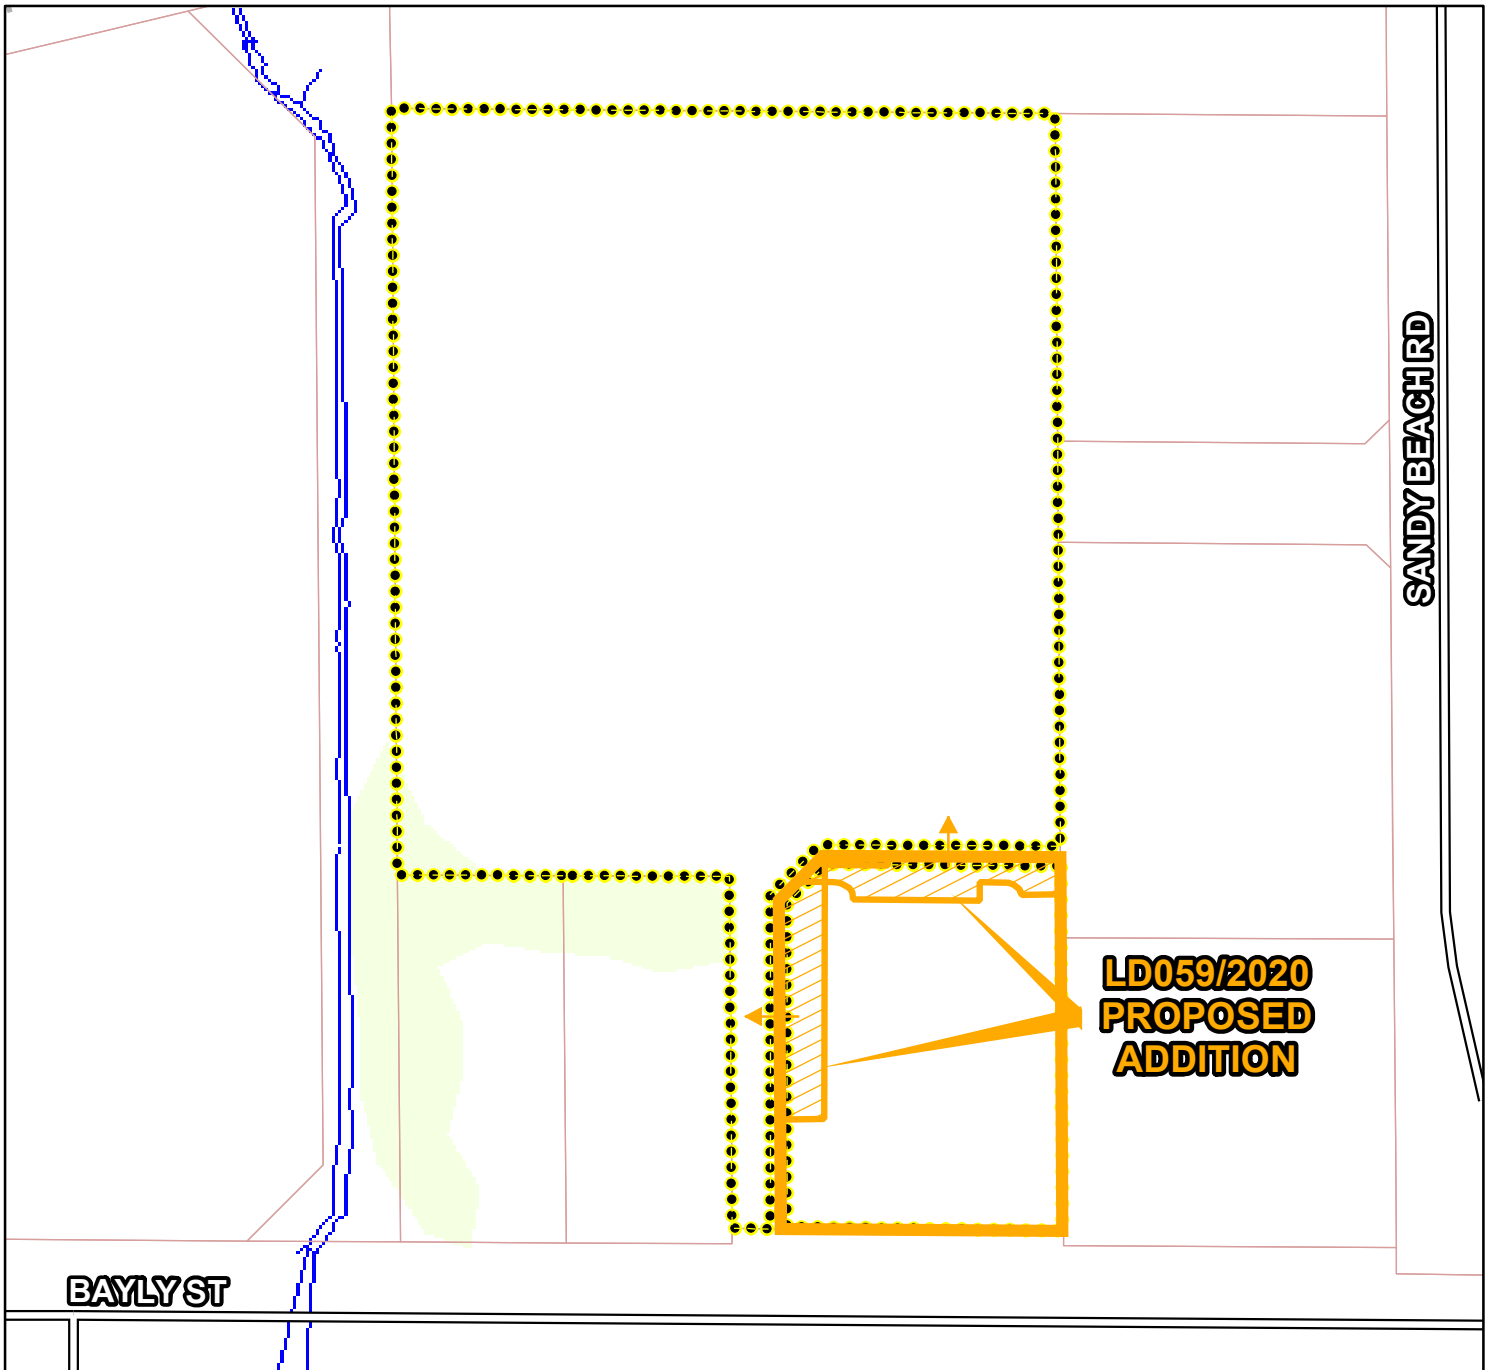 SANDY BEACH RD
LD059/2020
PROPOSED
ADDITION
BAYLY ST